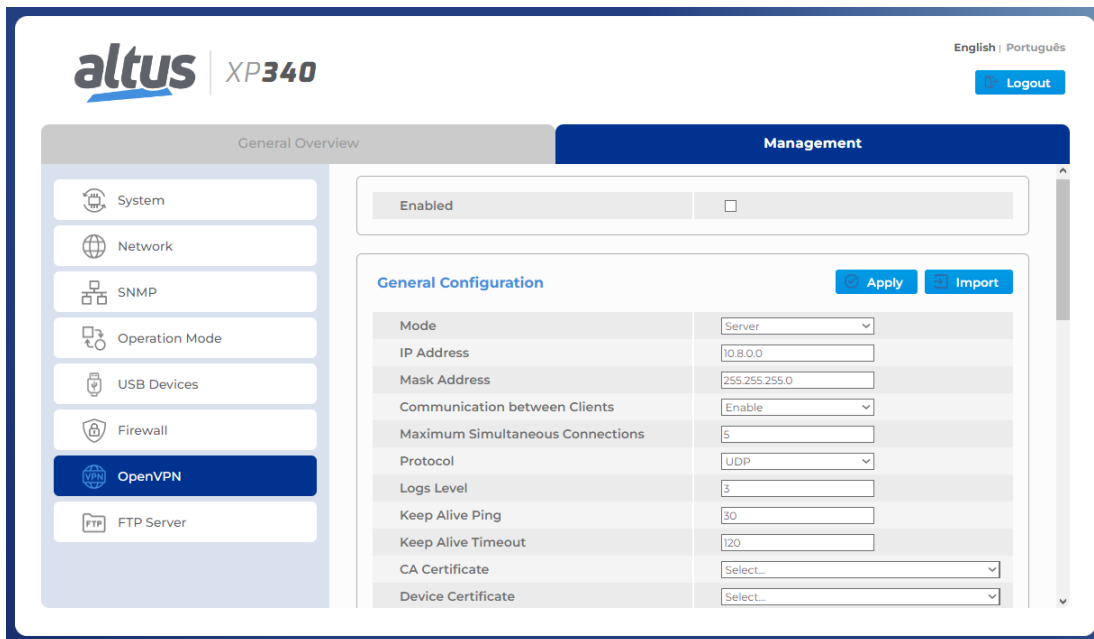 English | Português
altus XP340
Logout
General Overview
Management
System
Network
SNMP
Operation Mode
USB Devices
Firewall
VPN OpenVPN
FTP FTP Server
Enabled
General Configuration
Apply
Import
Mode Server
IP Address 10.8.0.0
Mask Address 255.255.255.0
Communication between Clients Enable
Maximum Simultaneous Connections 5
Protocol UDP
Logs Level 3
Keep Alive Ping 30
Keep Alive Timeout 120
CA Certificate Select...
Device Certificate Select...